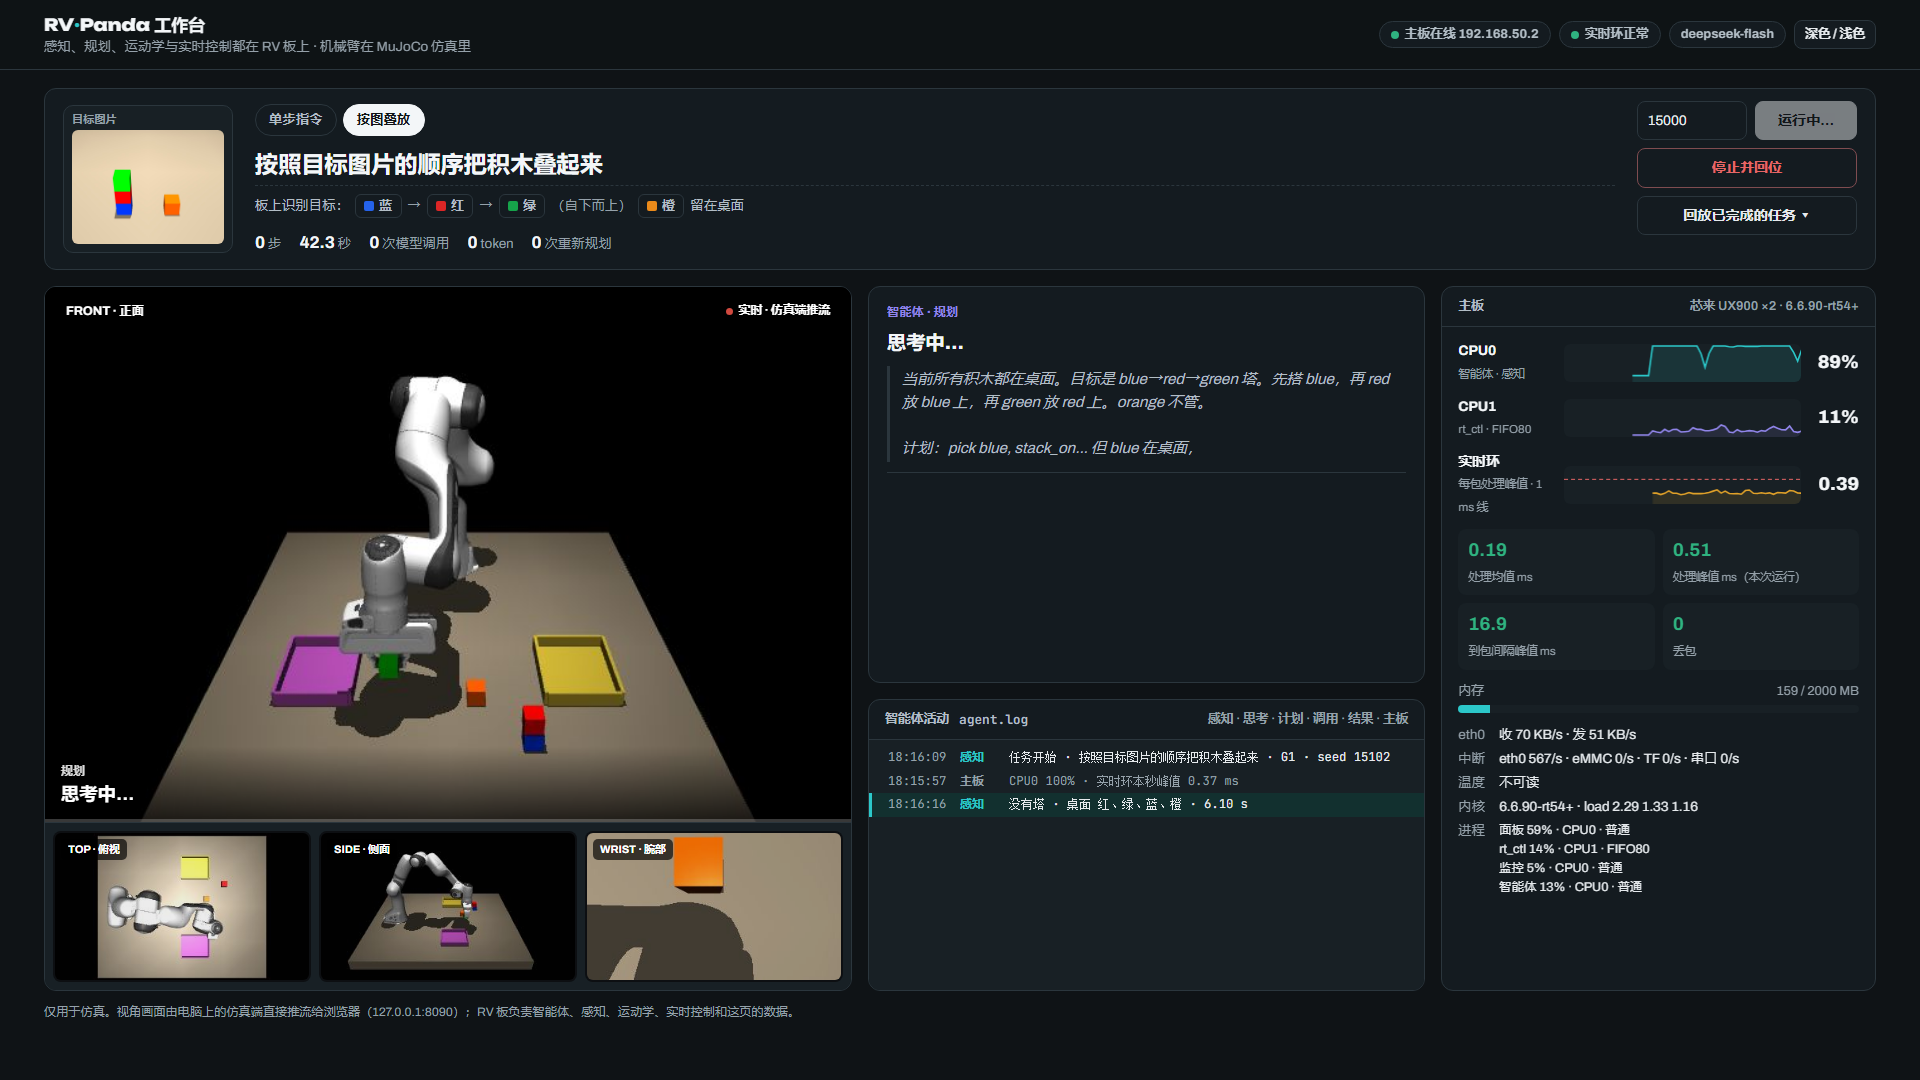 RV·Panda 工作台
感知、规划、运动学与实时控制都在 RV 板上 · 机械臂在 MuJoCo 仿真里
主板在线 192.168.50.2
实时环正常
deepseek-flash
深色 / 浅色
目标图片
单步指令
按图叠放
按照目标图片的顺序把积木叠起来
板上识别目标： 蓝 → 红 → 绿 （自下而上） 橙 留在桌面
0 步 42.3 秒 0 次模型调用 0 token 0 次重新规划
15000
运行中…
停止并回位
回放已完成的任务 ▾
FRONT · 正面
实时 · 仿真端推流
规划
思考中…
TOP · 俯视
SIDE · 侧面
WRIST · 腕部
智能体 · 规划
思考中…
当前所有积木都在桌面。目标是 blue→red→green 塔。先搭 blue，再 red
放 blue 上，再 green 放 red 上。orange 不管。
计划：pick blue, stack_on... 但 blue 在桌面，
智能体活动 agent.log
感知 · 思考 · 计划 · 调用 · 结果 · 主板
18:16:09 感知 任务开始 · 按照目标图片的顺序把积木叠起来 · G1 · seed 15102
18:15:57 主板 CPU0 100% · 实时环本秒峰值 0.37 ms
18:16:16 感知 没有塔 · 桌面 红、绿、蓝、橙 · 6.10 s
主板
芯来 UX900 ×2 · 6.6.90-rt54+
CPU0
智能体 · 感知
89%
CPU1
rt_ctl · FIFO80
11%
实时环
每包处理峰值 · 1
ms 线
0.39
0.19
处理均值 ms
0.51
处理峰值 ms（本次运行）
16.9
到包间隔峰值 ms
0
丢包
内存
159 / 2000 MB
eth0 收 70 KB/s · 发 51 KB/s
中断 eth0 567/s · eMMC 0/s · TF 0/s · 串口 0/s
温度 不可读
内核 6.6.90-rt54+ · load 2.29 1.33 1.16
进程 面板 59% · CPU0 · 普通
rt_ctl 14% · CPU1 · FIFO80
监控 5% · CPU0 · 普通
智能体 13% · CPU0 · 普通
仅用于仿真。视角画面由电脑上的仿真端直接推流给浏览器（127.0.0.1:8090）；RV 板负责智能体、感知、运动学、实时控制和这页的数据。